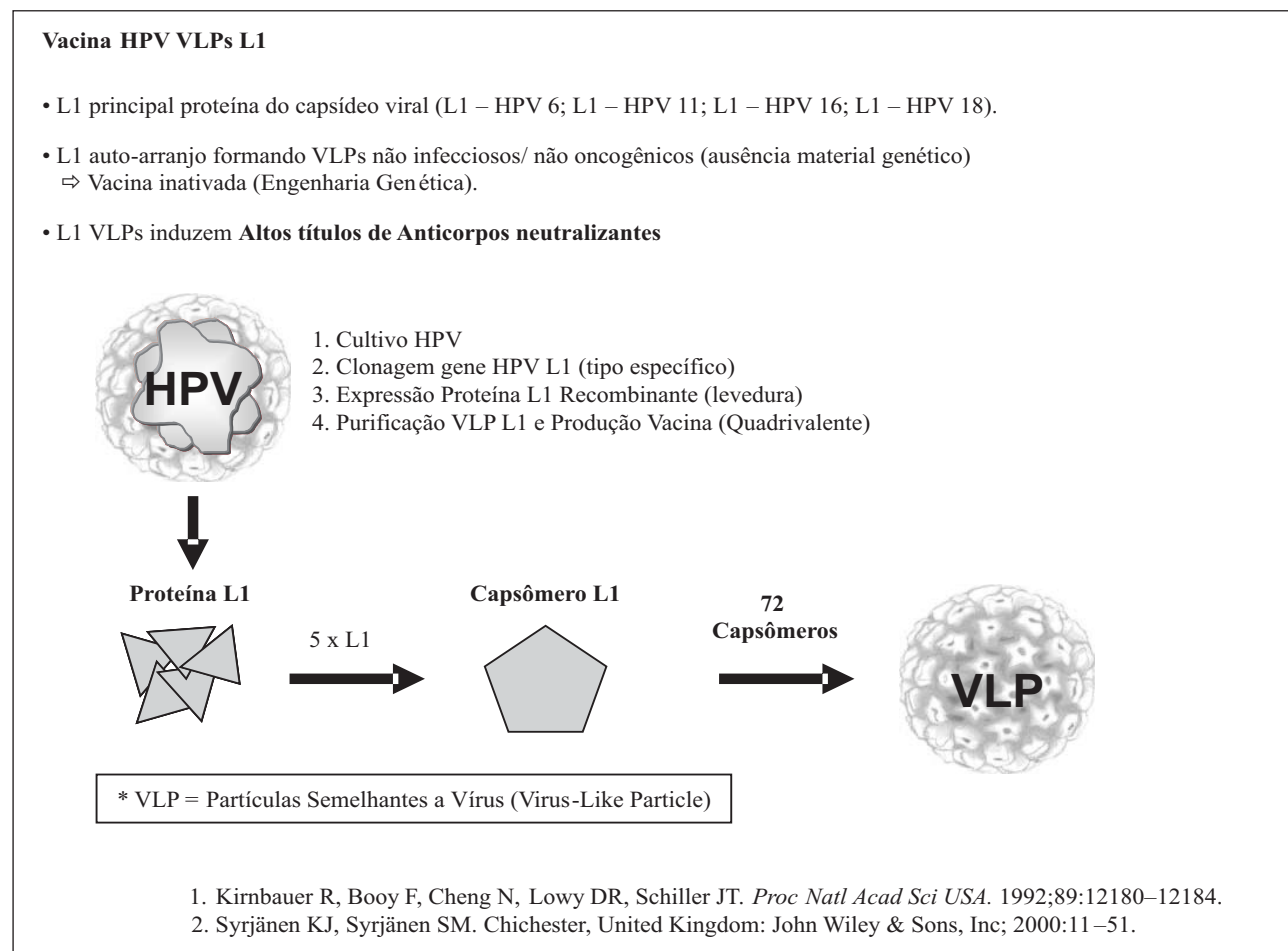 Vacina HPV VLPs L1
• L1 principal proteína do capsídeo viral (L1 – HPV 6; L1 – HPV 11; L1 – HPV 16; L1 – HPV 18).
• L1 auto-arranjo formando VLPs não infecciosos/ não oncogênicos (ausência material genético)
⇨ Vacina inativada (Engenharia Genética).
• L1 VLPs induzem Altos títulos de Anticorpos neutralizantes
HPV
1. Cultivo HPV
2. Clonagem gene HPV L1 (tipo específico)
3. Expressão Proteína L1 Recombinante (levedura)
4. Purificação VLP L1 e Produção Vacina (Quadrivalente)
Proteína L1
5 x L1
Capsômero L1
72
Capsômeros
VLP
* VLP = Partículas Semelhantes a Vírus (Virus-Like Particle)
1. Kirnbauer R, Booy F, Cheng N, Lowy DR, Schiller JT. Proc Natl Acad Sci USA. 1992;89:12180–12184.
2. Syrjänen KJ, Syrjänen SM. Chichester, United Kingdom: John Wiley & Sons, Inc; 2000:11–51.